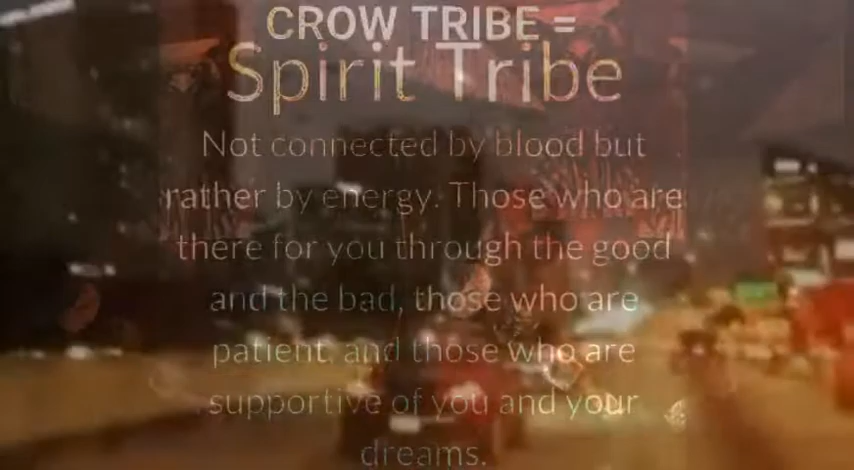 CROW TRIBE =
Spirit Tribe
Not connected by blood but
rather by energy. Those who are
there for you through the good
and the bad, those who are
patient, and those who are
supportive of you and your
dreams.